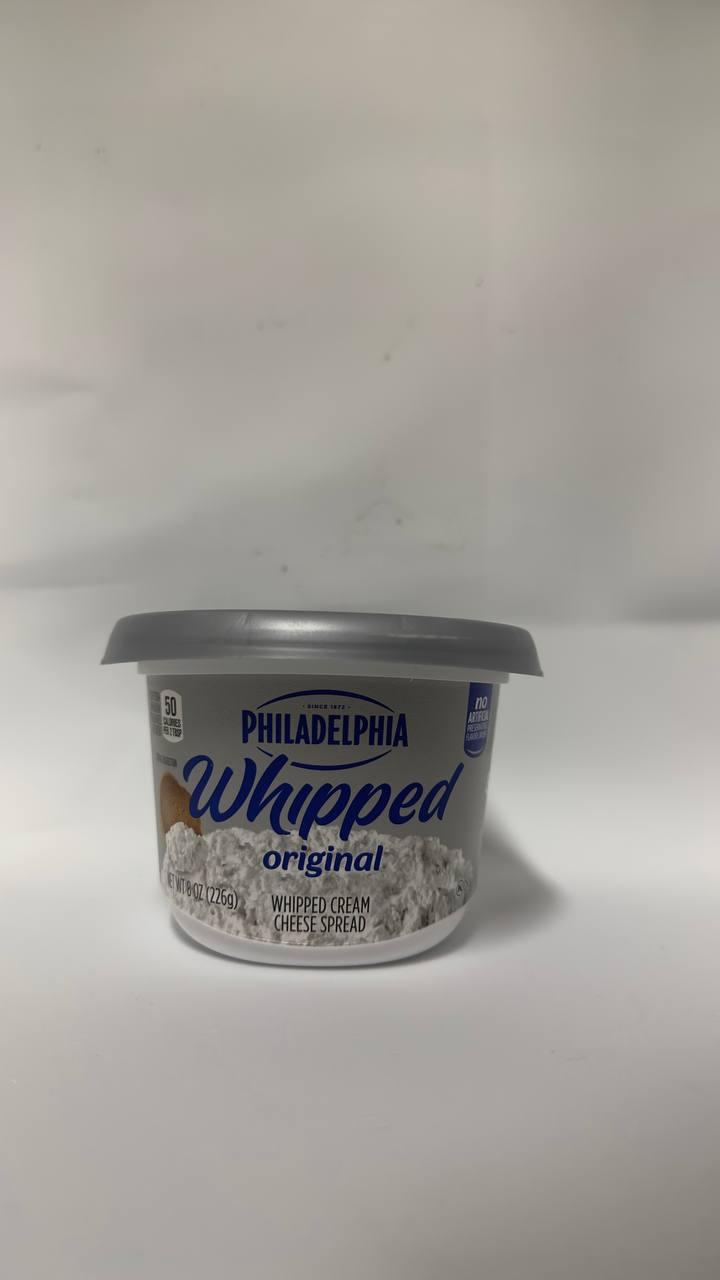 · SINCE 1872 ·
PHILADELPHIA
Whipped
original
WHIPPED CREAM
CHEESE SPREAD
NET WT 8 OZ (226g)
50
CALORIES
PER 2 TBSP
no
ARTIFICIAL